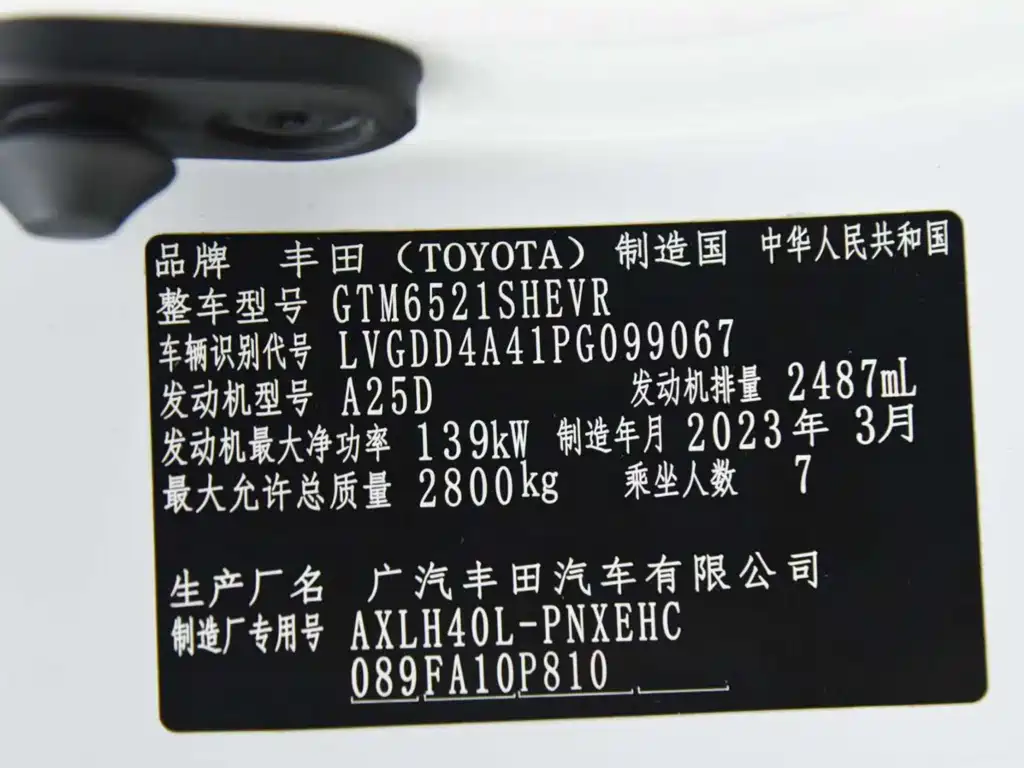 品牌 丰田（TOYOTA） 制造国 中华人民共和国
整车型号 GTM6521SHEVR
车辆识别代号 LVGDD4A41PG099067
发动机型号 A25D 发动机排量 2487mL
发动机最大净功率 139kW 制造年月 2023年 3月
最大允许总质量 2800kg 乘坐人数 7
生产厂名 广汽丰田汽车有限公司
制造厂专用号 AXLH40L-PNXEHC
089FA10P810